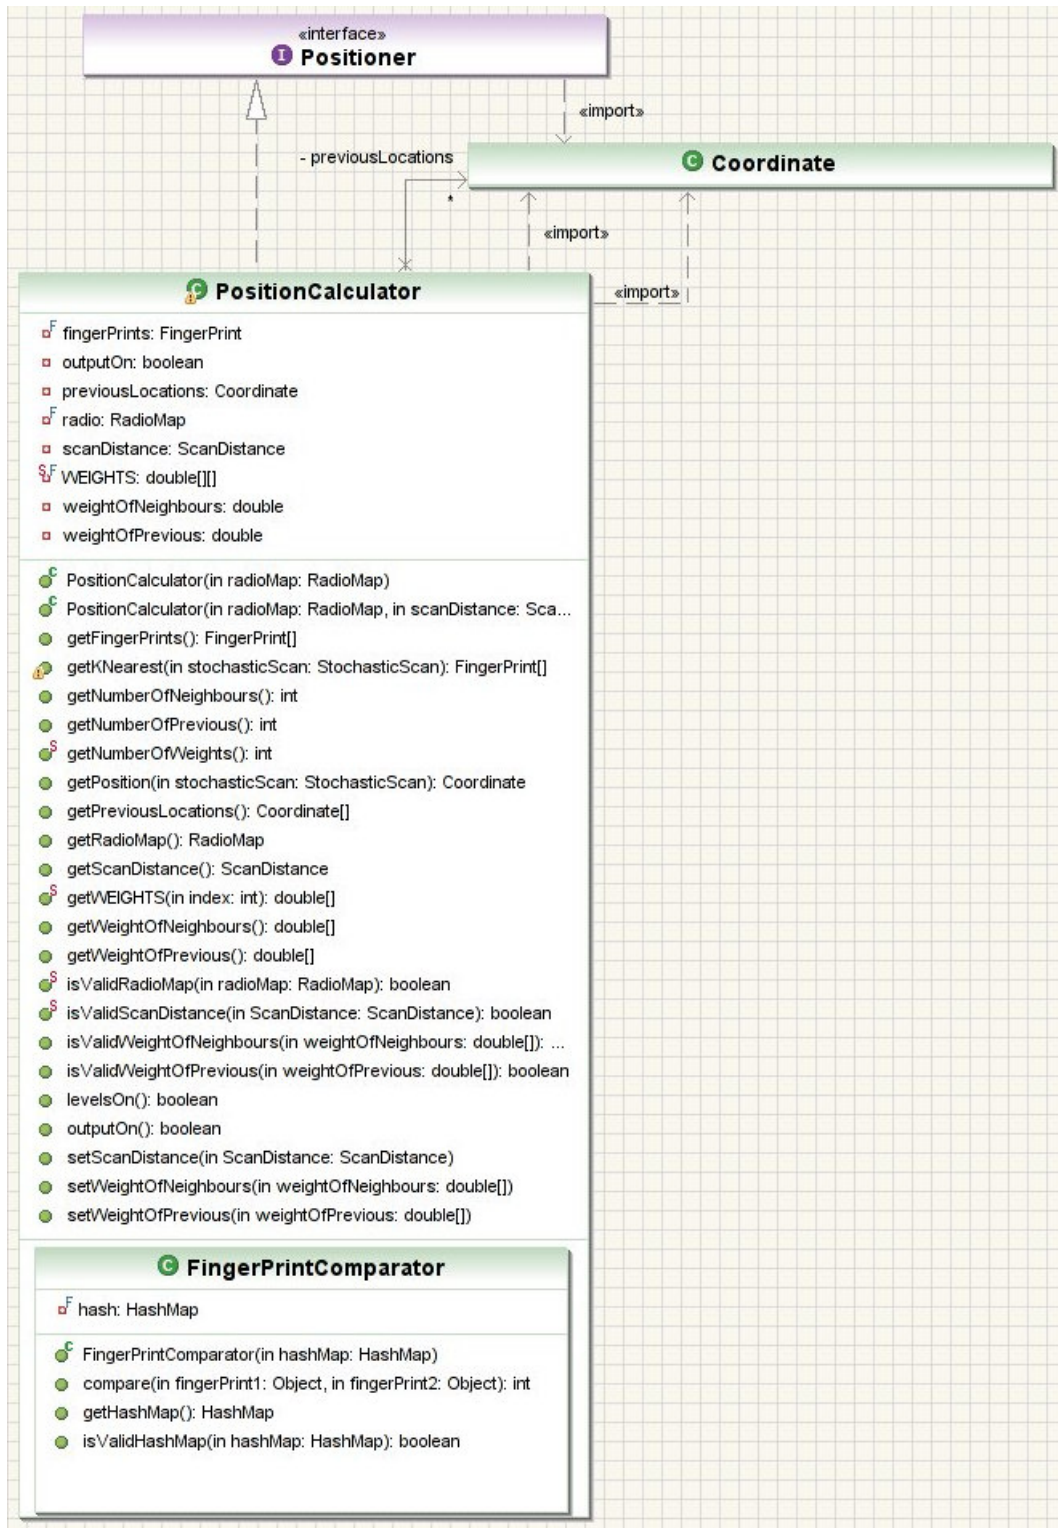 «interface»
I Positioner
«import»
- previousLocations
C Coordinate
*
«import»
«import»
C PositionCalculator
F fingerPrints: FingerPrint
outputOn: boolean
previousLocations: Coordinate
F radio: RadioMap
scanDistance: ScanDistance
S F WEIGHTS: double[][]
weightOfNeighbours: double
weightOfPrevious: double
C PositionCalculator(in radioMap: RadioMap)
C PositionCalculator(in radioMap: RadioMap, in scanDistance: Sca...
getFingerPrints(): FingerPrint[]
getKNearest(in stochasticScan: StochasticScan): FingerPrint[]
getNumberOfNeighbours(): int
getNumberOfPrevious(): int
S getNumberOfWeights(): int
getPosition(in stochasticScan: StochasticScan): Coordinate
getPreviousLocations(): Coordinate[]
getRadioMap(): RadioMap
getScanDistance(): ScanDistance
S getWEIGHTS(in index: int): double[]
getWeightOfNeighbours(): double[]
getWeightOfPrevious(): double[]
S isValidRadioMap(in radioMap: RadioMap): boolean
S isValidScanDistance(in ScanDistance: ScanDistance): boolean
isValidWeightOfNeighbours(in weightOfNeighbours: double[]): ...
isValidWeightOfPrevious(in weightOfPrevious: double[]): boolean
levelsOn(): boolean
outputOn(): boolean
setScanDistance(in ScanDistance: ScanDistance)
setWeightOfNeighbours(in weightOfNeighbours: double[])
setWeightOfPrevious(in weightOfPrevious: double[])
C FingerPrintComparator
F hash: HashMap
C FingerPrintComparator(in hashMap: HashMap)
compare(in fingerPrint1: Object, in fingerPrint2: Object): int
getHashMap(): HashMap
isValidHashMap(in hashMap: HashMap): boolean